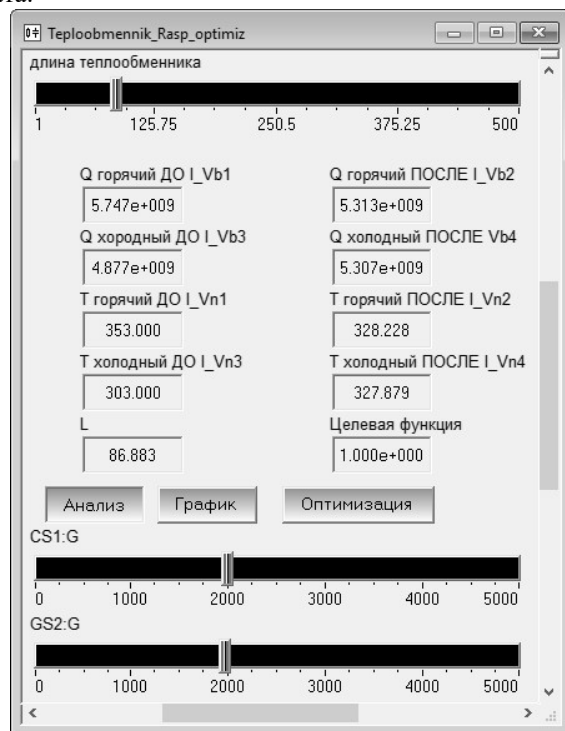 Teploobmennik_Rasp_optimiz
длина теплообменника
1 125.75 250.5 375.25 500
Q горячий ДО I_Vb1 Q горячий ПОСЛЕ I_Vb2
5.747e+009 5.313e+009
Q хородный ДО I_Vb3 Q холодный ПОСЛЕ Vb4
4.877e+009 5.307e+009
T горячий ДО I_Vn1 T горячий ПОСЛЕ I_Vn2
353.000 328.228
T холодный ДО I_Vn3 T холодный ПОСЛЕ I_Vn4
303.000 327.879
L Целевая функция
86.883 1.000e+000
Анализ График Оптимизация
CS1:G
0 1000 2000 3000 4000 5000
GS2:G
0 1000 2000 3000 4000 5000